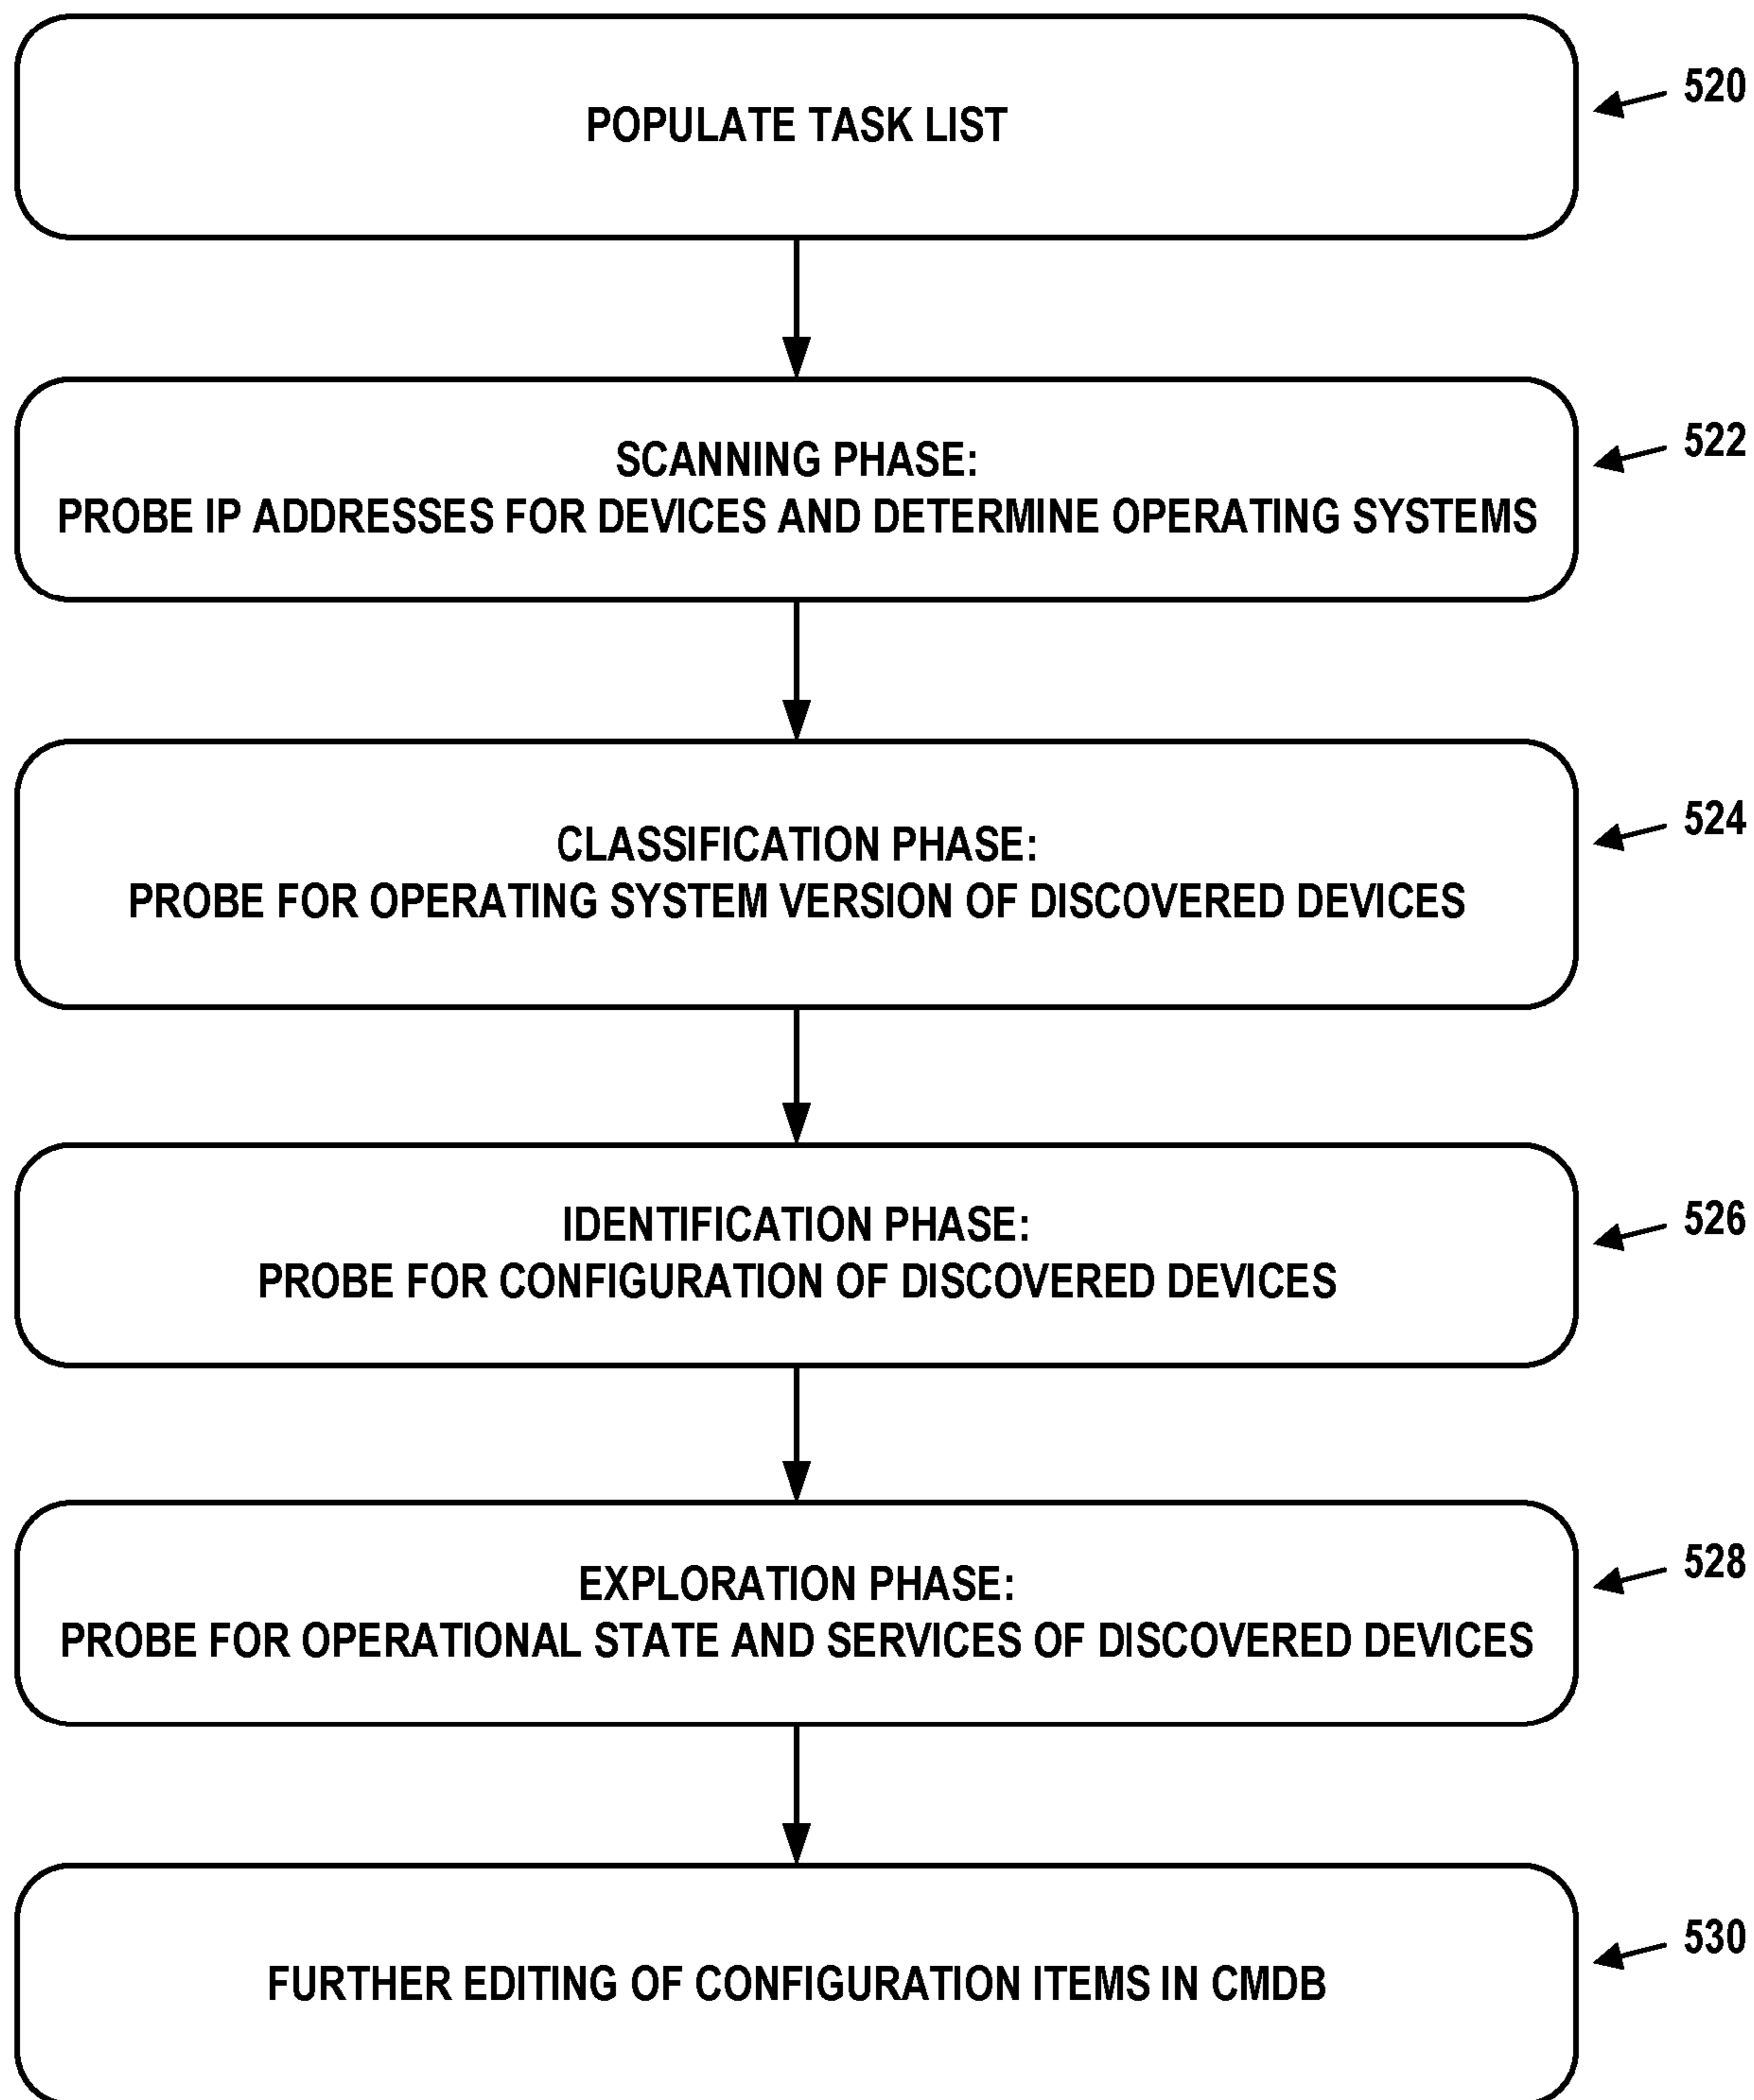 POPULATE TASK LIST
520
SCANNING PHASE:
PROBE IP ADDRESSES FOR DEVICES AND DETERMINE OPERATING SYSTEMS
522
CLASSIFICATION PHASE:
PROBE FOR OPERATING SYSTEM VERSION OF DISCOVERED DEVICES
524
IDENTIFICATION PHASE:
PROBE FOR CONFIGURATION OF DISCOVERED DEVICES
526
EXPLORATION PHASE:
PROBE FOR OPERATIONAL STATE AND SERVICES OF DISCOVERED DEVICES
528
FURTHER EDITING OF CONFIGURATION ITEMS IN CMDB
530